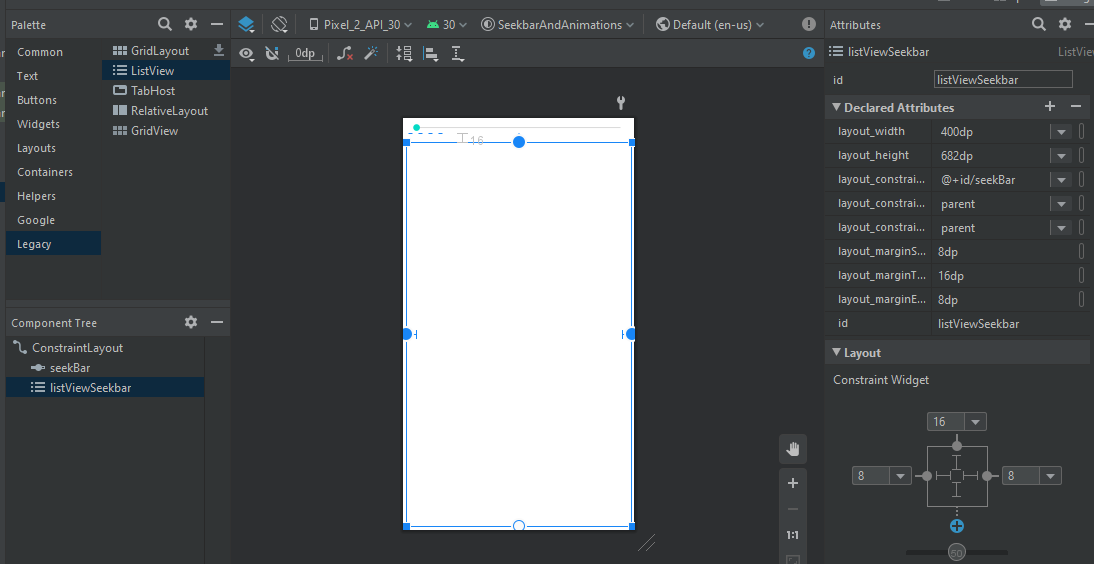 Palette
Common
Text
Buttons
Widgets
Layouts
Containers
Helpers
Google
Legacy
GridLayout
ListView
TabHost
RelativeLayout
GridView
Component Tree
ConstraintLayout
seekBar
listViewSeekbar
Pixel_2_API_30
30
SeekbarAndAnimations
Default (en-us)
0dp
16
1:1
Attributes
listViewSeekbar
ListView
id listViewSeekbar
Declared Attributes
layout_width 400dp
layout_height 682dp
layout_constrai... @+id/seekBar
layout_constrai... parent
layout_constrai... parent
layout_marginS... 8dp
layout_marginT... 16dp
layout_marginE... 8dp
id listViewSeekbar
Layout
Constraint Widget
16
8 8
50